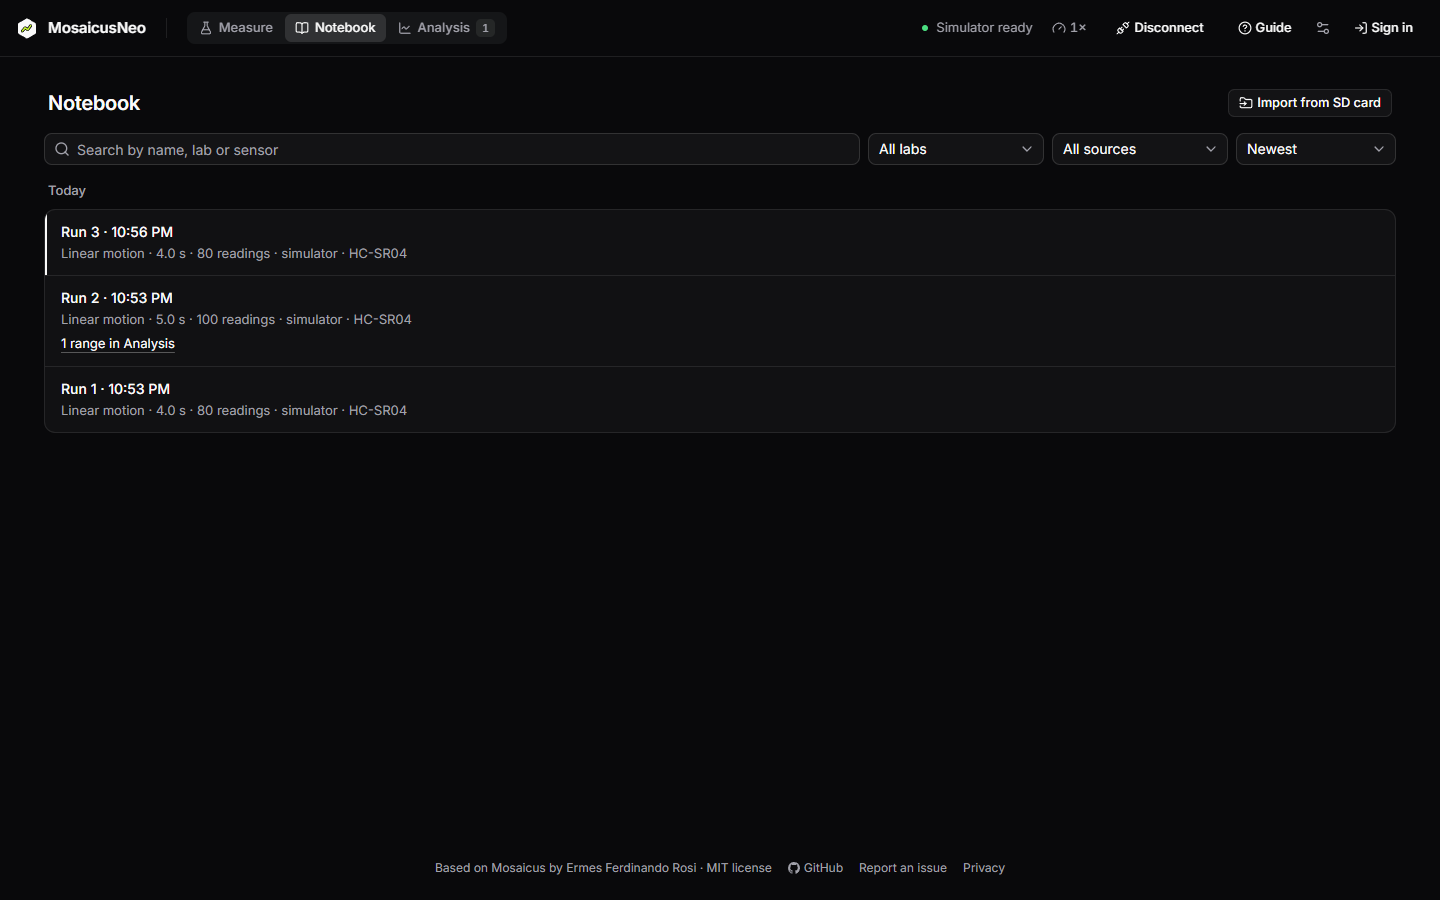 MosaicusNeo
Measure
Notebook
Analysis 1
Simulator ready
1×
Disconnect
Guide
Sign in
Notebook
Import from SD card
Search by name, lab or sensor
All labs
All sources
Newest
Today
Run 3 · 10:56 PM
Linear motion · 4.0 s · 80 readings · simulator · HC-SR04
Run 2 · 10:53 PM
Linear motion · 5.0 s · 100 readings · simulator · HC-SR04
1 range in Analysis
Run 1 · 10:53 PM
Linear motion · 4.0 s · 80 readings · simulator · HC-SR04
Based on Mosaicus by Ermes Ferdinando Rosi · MIT license
GitHub
Report an issue
Privacy